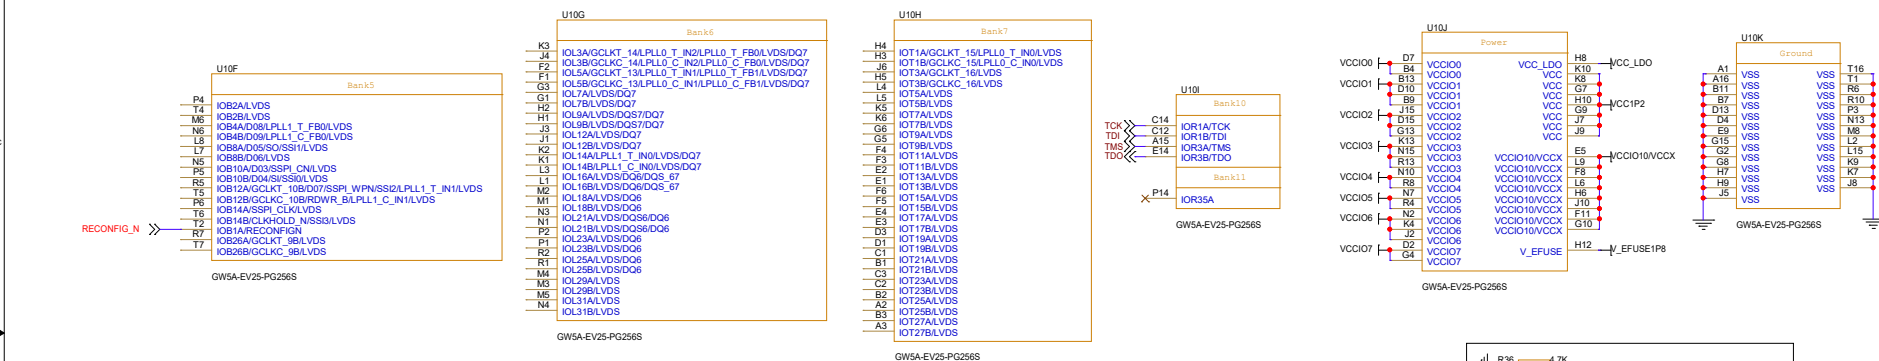 U10F
Bank5
P4 IOB2A/LVDS
T4 IOB2B/LVDS
M6 IOB4A/D08/LPLL1_T_FB0/LVDS
N6 IOB4B/D09/LPLL1_C_FB0/LVDS
L8 IOB8A/D05/SO/SSI1/LVDS
L7 IOB8B/D06/LVDS
N5 IOB10A/D03/SSPI_CN/LVDS
P5 IOB10B/D04/SI/SSI0/LVDS
R5 IOB12A/GCLKT_10B/D07/SSPI_WPN/SSI2/LPLL1_T_IN1/LVDS
T5 IOB12B/GCLKC_10B/RDWR_B/LPLL1_C_IN1/LVDS
P6 IOB14A/SSPI_CLK/LVDS
T6 IOB14B/CLKHOLD_N/SSI3/LVDS
RECONFIG_N T2 IOB1A/RECONFIGN
R7 IOB26A/GCLKT_9B/LVDS
T7 IOB26B/GCLKC_9B/LVDS
GW5A-EV25-PG256S
U10G
Bank6
K3 IOL3A/GCLKT_14/LPLL0_T_IN2/LPLL0_T_FB0/LVDS/DQ7
J4 IOL3B/GCLKC_14/LPLL0_C_IN2/LPLL0_C_FB0/LVDS/DQ7
F2 IOL5A/GCLKT_13/LPLL0_T_IN1/LPLL0_T_FB1/LVDS/DQ7
F1 IOL5B/GCLKC_13/LPLL0_C_IN1/LPLL0_C_FB1/LVDS/DQ7
G3 IOL7A/LVDS/DQ7
G1 IOL7B/LVDS/DQ7
H2 IOL9A/LVDS/DQS7/DQ7
H1 IOL9B/LVDS/DQS7/DQ7
J3 IOL12A/LVDS/DQ7
J1 IOL12B/LVDS/DQ7
K2 IOL14A/LPLL1_T_IN0/LVDS/DQ7
K1 IOL14B/LPLL1_C_IN0/LVDS/DQ7
L3 IOL16A/LVDS/DQ6/DQS_67
L1 IOL16B/LVDS/DQ6/DQS_67
M2 IOL18A/LVDS/DQ6
M1 IOL18B/LVDS/DQ6
N3 IOL21A/LVDS/DQS6/DQ6
N1 IOL21B/LVDS/DQS6/DQ6
P2 IOL23A/LVDS/DQ6
P1 IOL23B/LVDS/DQ6
R2 IOL25A/LVDS/DQ6
R1 IOL25B/LVDS/DQ6
M4 IOL29A/LVDS
M3 IOL29B/LVDS
M5 IOL31A/LVDS
N4 IOL31B/LVDS
GW5A-EV25-PG256S
U10H
Bank7
H4 IOT1A/GCLKT_15/LPLL0_T_IN0/LVDS
H3 IOT1B/GCLKC_15/LPLL0_C_IN0/LVDS
J6 IOT3A/GCLKT_16/LVDS
H5 IOT3B/GCLKC_16/LVDS
L4 IOT5A/LVDS
L5 IOT5B/LVDS
K5 IOT7A/LVDS
K6 IOT7B/LVDS
G6 IOT9A/LVDS
G5 IOT9B/LVDS
F4 IOT11A/LVDS
F3 IOT11B/LVDS
E2 IOT13A/LVDS
E1 IOT13B/LVDS
F6 IOT15A/LVDS
F5 IOT15B/LVDS
E4 IOT17A/LVDS
E3 IOT17B/LVDS
D3 IOT19A/LVDS
D1 IOT19B/LVDS
C1 IOT21A/LVDS
B1 IOT21B/LVDS
C3 IOT23A/LVDS
C2 IOT23B/LVDS
B2 IOT25A/LVDS
A2 IOT25B/LVDS
B3 IOT27A/LVDS
A3 IOT27B/LVDS
GW5A-EV25-PG256S
U10I
Bank10
TCK C14 IOR1A/TCK
TDI C12 IOR1B/TDI
TMS A15 IOR3A/TMS
TDO E14 IOR3B/TDO
Bank11
P14 IOR35A
GW5A-EV25-PG256S
U10J
Power
VCCIO0 D7 VCCIO0
B4 VCCIO0
VCCIO1 B13 VCCIO1
D10 VCCIO1
B9 VCCIO1
VCCIO2 J15 VCCIO2
D15 VCCIO2
G13 VCCIO2
VCCIO3 K13 VCCIO3
N15 VCCIO3
R13 VCCIO3
VCCIO4 N10 VCCIO4
R8 VCCIO4
VCCIO5 N7 VCCIO5
R4 VCCIO5
VCCIO6 N2 VCCIO6
K4 VCCIO6
J2 VCCIO6
VCCIO7 D2 VCCIO7
G4 VCCIO7
VCC_LDO H8 VCC_LDO
VCC K10
VCC K8
VCC G7
VCC H10 VCC1P2
VCC G9
VCC J7
VCC J9
VCCIO10/VCCX E5 VCCIO10/VCCX
VCCIO10/VCCX L9
VCCIO10/VCCX F8
VCCIO10/VCCX L6
VCCIO10/VCCX H6
VCCIO10/VCCX J10
VCCIO10/VCCX F11
VCCIO10/VCCX G10
V_EFUSE H12 V_EFUSE1P8
GW5A-EV25-PG256S
U10K
Ground
A1 VSS VSS T16
A16 VSS VSS T1
B11 VSS VSS R6
B7 VSS VSS R10
D13 VSS VSS P3
D4 VSS VSS N13
E9 VSS VSS M8
G15 VSS VSS L2
G2 VSS VSS L15
G8 VSS VSS K9
H7 VSS VSS K7
H9 VSS VSS J8
J5 VSS
GW5A-EV25-PG256S
R36 4.7K